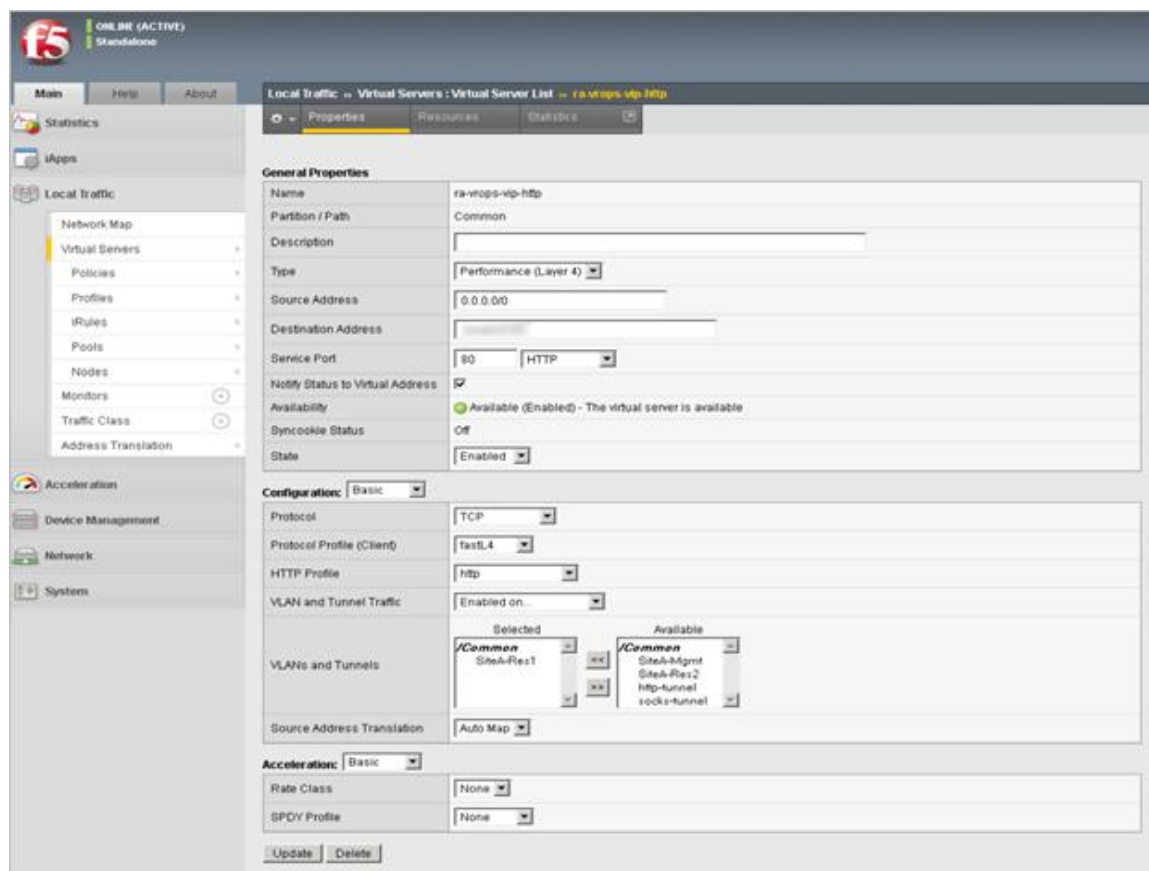 f5
ONLINE (ACTIVE)
Standalone
Main Help About
Local Traffic » Virtual Servers : Virtual Server List » ra-vrops-vip-http
Properties Resources Statistics
Statistics
iApps
Local Traffic
Network Map
Virtual Servers
Policies
Profiles
iRules
Pools
Nodes
Monitors
Traffic Class
Address Translation
Acceleration
Device Management
Network
System
General Properties
Name ra-vrops-vip-http
Partition / Path Common
Description
Type Performance (Layer 4)
Source Address 0.0.0.0/0
Destination Address
Service Port 80 HTTP
Notify Status to Virtual Address
Availability Available (Enabled) - The virtual server is available
Syncookie Status Off
State Enabled
Configuration: Basic
Protocol TCP
Protocol Profile (Client) fastL4
HTTP Profile http
VLAN and Tunnel Traffic Enabled on...
VLANs and Tunnels
Selected
/Common
SiteA-Res1
<<
>>
Available
/Common
SiteA-Mgmt
SiteA-Res2
http-tunnel
socks-tunnel
Source Address Translation Auto Map
Acceleration: Basic
Rate Class None
SPDY Profile None
Update Delete